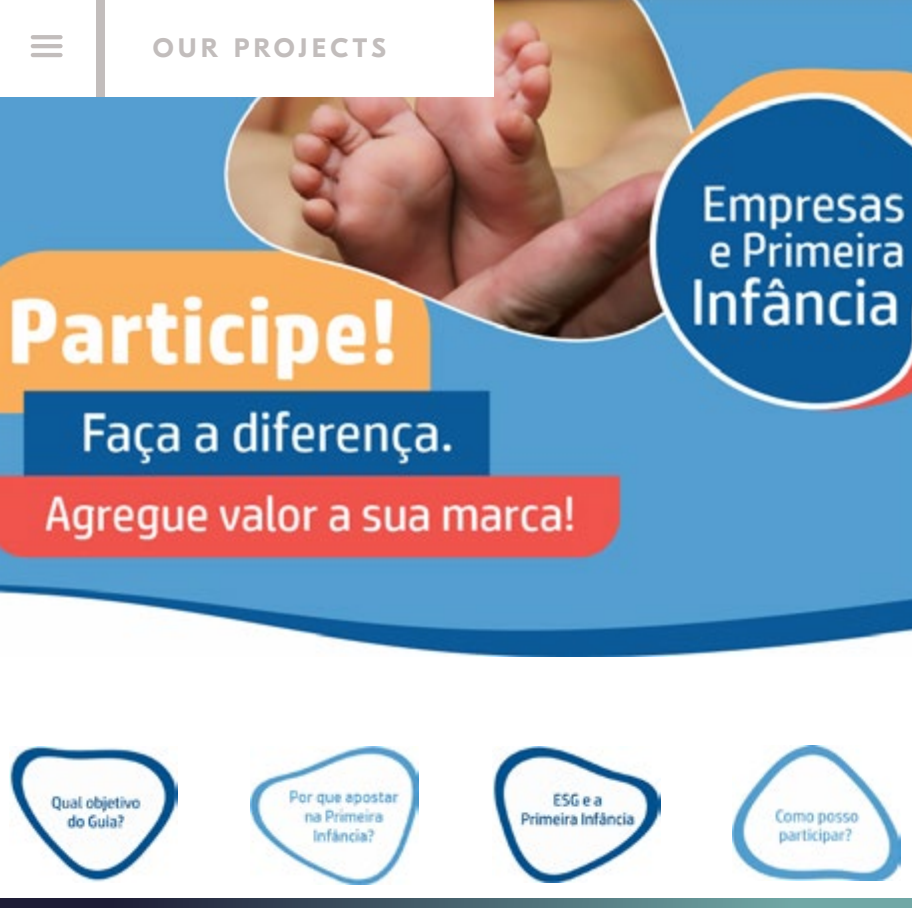 OUR PROJECTS
Empresas
e Primeira
Infância
Participe!
Faça a diferença.
Agregue valor a sua marca!
Qual objetivo
do Guia?
Por que apostar
na Primeira
Infância?
ESG e a
Primeira Infância
Como posso
participar?